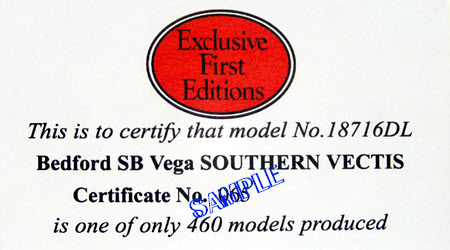 Exclusive
First
Editions
This is to certify that model No.18716DL
Bedford SB Vega SOUTHERN VECTIS
Certificate No.
SAMPLE
is one of only 460 models produced